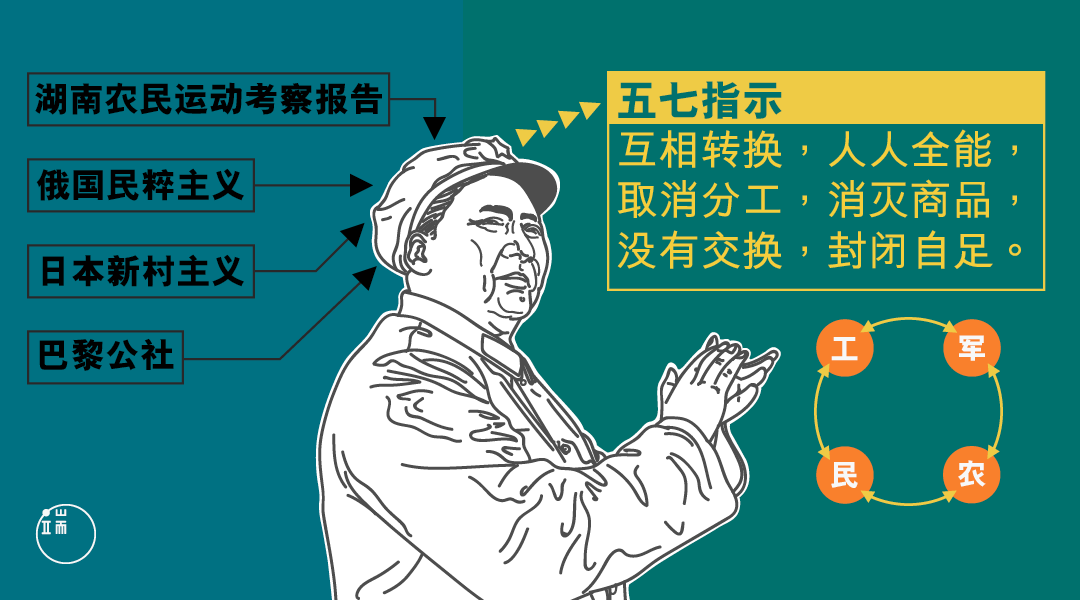 湖南农民运动考察报告
俄国民粹主义
日本新村主义
巴黎公社
五七指示
互相转换，人人全能，
取消分工，消灭商品，
没有交换，封闭自足。
工
军
民
农
端